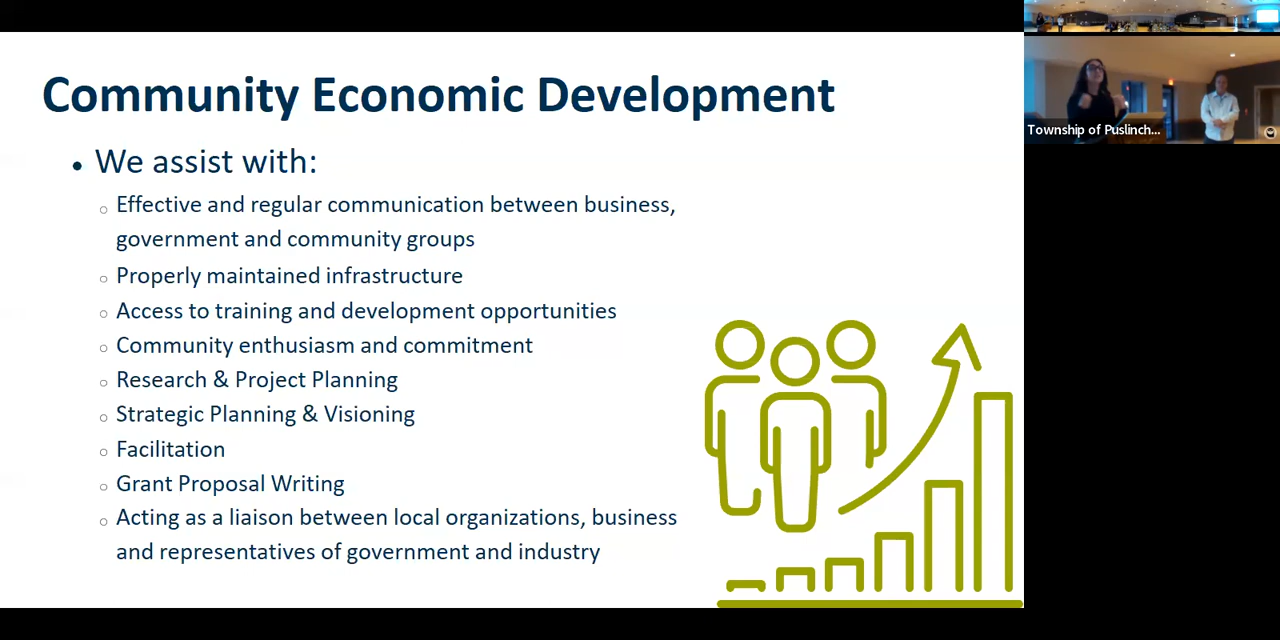 Community Economic Development
• We assist with:
○ Effective and regular communication between business,
government and community groups
○ Properly maintained infrastructure
○ Access to training and development opportunities
○ Community enthusiasm and commitment
○ Research & Project Planning
○ Strategic Planning & Visioning
○ Facilitation
○ Grant Proposal Writing
○ Acting as a liaison between local organizations, business
and representatives of government and industry
Township of Puslinch...